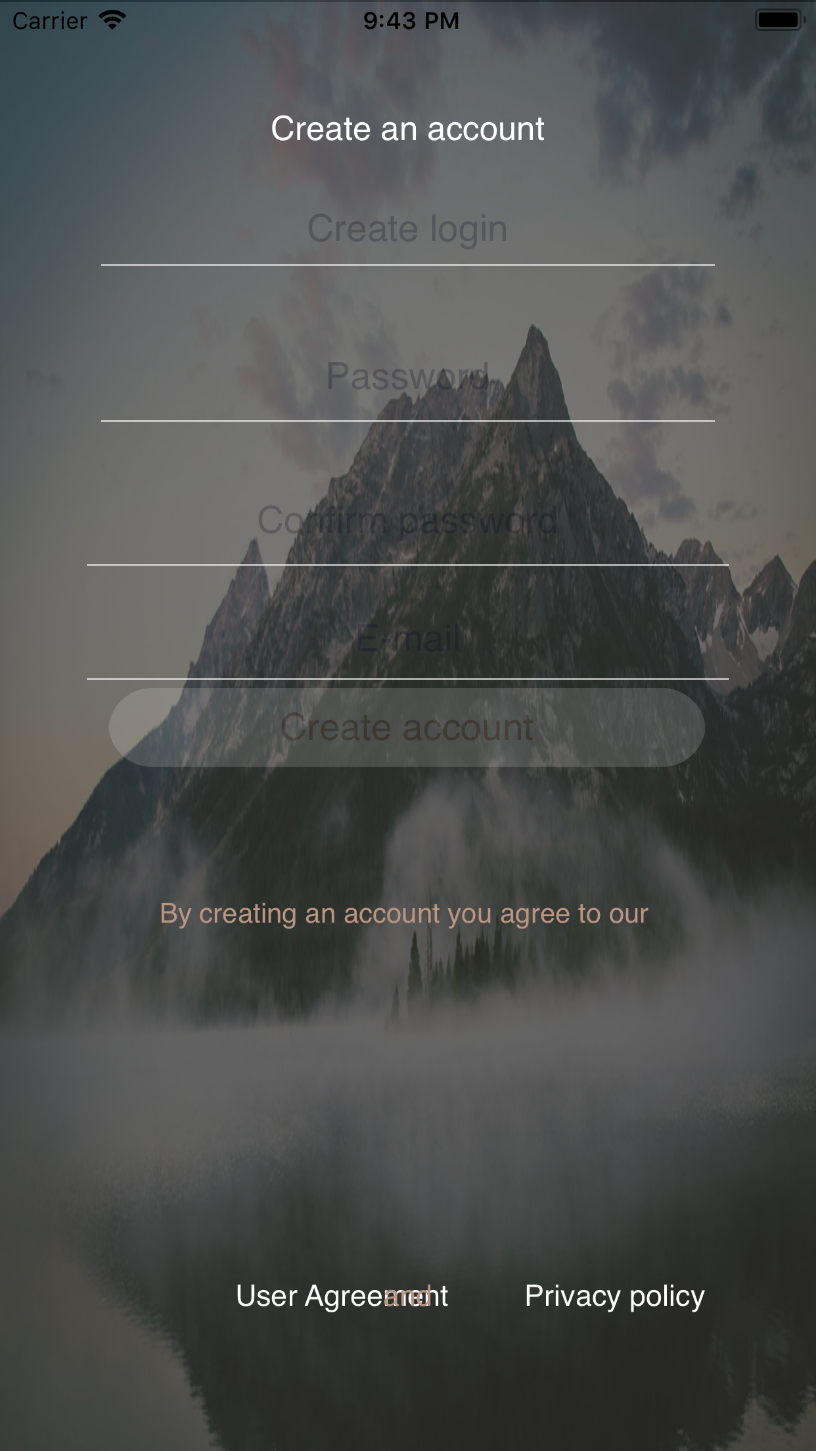 Carrier 9:43 PM
Create an account
Create login
Password
Confirm password
E-mail
Create account
By creating an account you agree to our
User Agreement and Privacy policy